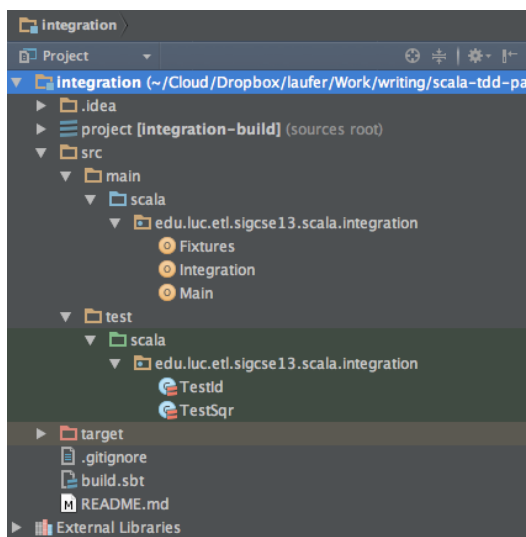 integration
Project
integration (~/Cloud/Dropbox/laufer/Work/writing/scala-tdd-pa
.idea
project [integration-build] (sources root)
src
main
scala
edu.luc.etl.sigcse13.scala.integration
Fixtures
Integration
Main
test
scala
edu.luc.etl.sigcse13.scala.integration
TestId
TestSqr
target
.gitignore
build.sbt
README.md
External Libraries